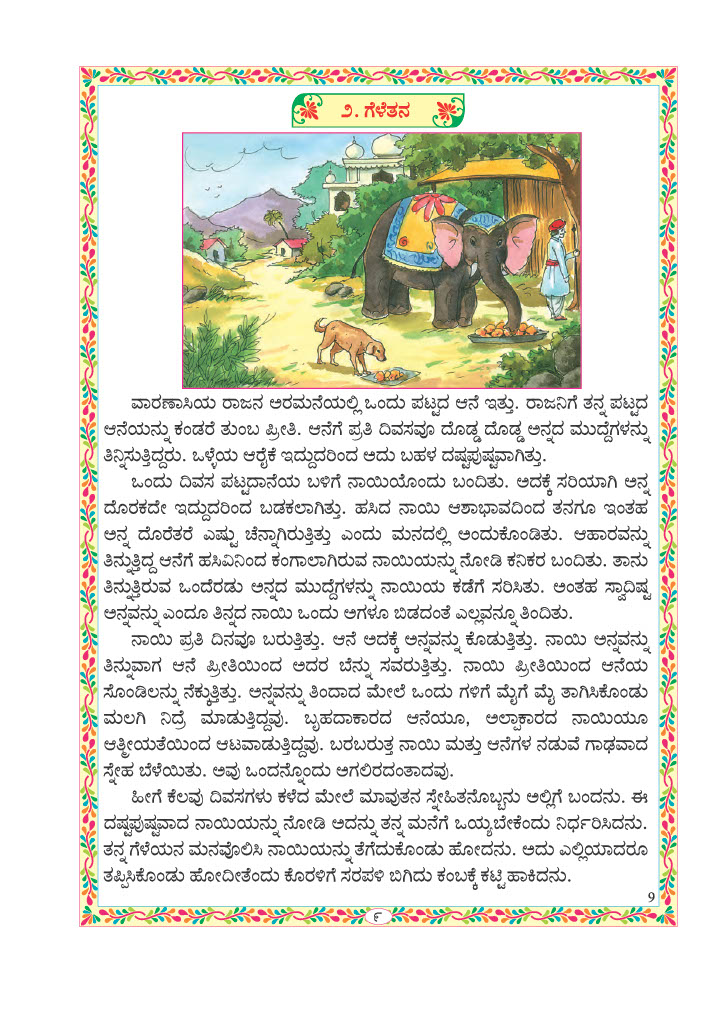 ೨. ಗೆಳೆತನ
ವಾರಣಾಸಿಯ ರಾಜನ ಅರಮನೆಯಲ್ಲಿ ಒಂದು ಪಟ್ಟದ ಆನೆ ಇತ್ತು. ರಾಜನಿಗೆ ತನ್ನ ಪಟ್ಟದ
ಆನೆಯನ್ನು ಕಂಡರೆ ತುಂಬ ಪ್ರೀತಿ. ಆನೆಗೆ ಪ್ರತಿ ದಿವಸವೂ ದೊಡ್ಡ ದೊಡ್ಡ ಅನ್ನದ ಮುದ್ದೆಗಳನ್ನು
ತಿನ್ನಿಸುತ್ತಿದ್ದರು. ಒಳ್ಳೆಯ ಆರೈಕೆ ಇದ್ದುದರಿಂದ ಅದು ಬಹಳ ದಷ್ಟಪುಷ್ಟವಾಗಿತ್ತು.
ಒಂದು ದಿವಸ ಪಟ್ಟದಾನೆಯ ಬಳಿಗೆ ನಾಯಿಯೊಂದು ಬಂದಿತು. ಅದಕ್ಕೆ ಸರಿಯಾಗಿ ಅನ್ನ
ದೊರಕದೇ ಇದ್ದುದರಿಂದ ಬಡಕಲಾಗಿತ್ತು. ಹಸಿದ ನಾಯಿ ಆಶಾಭಾವದಿಂದ ತನಗೂ ಇಂತಹ
ಅನ್ನ ದೊರೆತರೆ ಎಷ್ಟು ಚೆನ್ನಾಗಿರುತ್ತಿತ್ತು ಎಂದು ಮನದಲ್ಲಿ ಅಂದುಕೊಂಡಿತು. ಆಹಾರವನ್ನು
ತಿನ್ನುತ್ತಿದ್ದ ಆನೆಗೆ ಹಸಿವಿನಿಂದ ಕಂಗಾಲಾಗಿರುವ ನಾಯಿಯನ್ನು ನೋಡಿ ಕನಿಕರ ಬಂದಿತು. ತಾನು
ತಿನ್ನುತ್ತಿರುವ ಒಂದೆರಡು ಅನ್ನದ ಮುದ್ದೆಗಳನ್ನು ನಾಯಿಯ ಕಡೆಗೆ ಸರಿಸಿತು. ಅಂತಹ ಸ್ವಾದಿಷ್ಟ
ಅನ್ನವನ್ನು ಎಂದೂ ತಿನ್ನದ ನಾಯಿ ಒಂದು ಅಗಳೂ ಬಿಡದಂತೆ ಎಲ್ಲವನ್ನೂ ತಿಂದಿತು.
ನಾಯಿ ಪ್ರತಿ ದಿನವೂ ಬರುತ್ತಿತ್ತು. ಆನೆ ಅದಕ್ಕೆ ಅನ್ನವನ್ನು ಕೊಡುತ್ತಿತ್ತು. ನಾಯಿ ಅನ್ನವನ್ನು
ತಿನ್ನುವಾಗ ಆನೆ ಪ್ರೀತಿಯಿಂದ ಅದರ ಬೆನ್ನು ಸವರುತ್ತಿತ್ತು. ನಾಯಿ ಪ್ರೀತಿಯಿಂದ ಆನೆಯ
ಸೊಂಡಿಲನ್ನು ನೆಕ್ಕುತ್ತಿತ್ತು. ಅನ್ನವನ್ನು ತಿಂದಾದ ಮೇಲೆ ಒಂದು ಗಳಿಗೆ ಮೈಗೆ ಮೈ ತಾಗಿಸಿಕೊಂಡು
ಮಲಗಿ ನಿದ್ರೆ ಮಾಡುತ್ತಿದ್ದವು. ಬೃಹದಾಕಾರದ ಆನೆಯೂ, ಅಲ್ಪಾಕಾರದ ನಾಯಿಯೂ
ಆತ್ಮೀಯತೆಯಿಂದ ಆಟವಾಡುತ್ತಿದ್ದವು. ಬರಬರುತ್ತ ನಾಯಿ ಮತ್ತು ಆನೆಗಳ ನಡುವೆ ಗಾಢವಾದ
ಸ್ನೇಹ ಬೆಳೆಯಿತು. ಅವು ಒಂದನ್ನೊಂದು ಅಗಲಿರದಂತಾದವು.
ಹೀಗೆ ಕೆಲವು ದಿವಸಗಳು ಕಳೆದ ಮೇಲೆ ಮಾವುತನ ಸ್ನೇಹಿತನೊಬ್ಬನು ಅಲ್ಲಿಗೆ ಬಂದನು. ಈ
ದಷ್ಟಪುಷ್ಟವಾದ ನಾಯಿಯನ್ನು ನೋಡಿ ಅದನ್ನು ತನ್ನ ಮನೆಗೆ ಒಯ್ಯಬೇಕೆಂದು ನಿರ್ಧರಿಸಿದನು.
ತನ್ನ ಗೆಳೆಯನ ಮನವೊಲಿಸಿ ನಾಯಿಯನ್ನು ತೆಗೆದುಕೊಂಡು ಹೋದನು. ಅದು ಎಲ್ಲಿಯಾದರೂ
ತಪ್ಪಿಸಿಕೊಂಡು ಹೋದೀತೆಂದು ಕೊರಳಿಗೆ ಸರಪಳಿ ಬಿಗಿದು ಕಂಬಕ್ಕೆ ಕಟ್ಟಿ ಹಾಕಿದನು.
9
೯